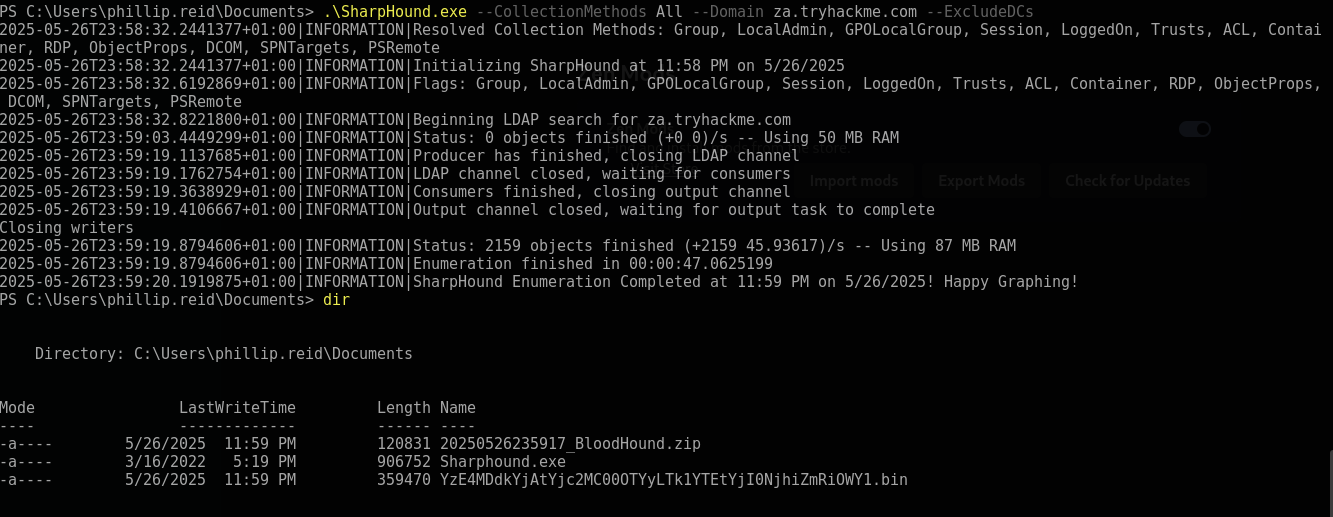 PS C:\Users\phillip.reid\Documents> .\SharpHound.exe --CollectionMethods All --Domain za.tryhackme.com --ExcludeDCs
2025-05-26T23:58:32.2441377+01:00|INFORMATION|Resolved Collection Methods: Group, LocalAdmin, GPOLocalGroup, Session, LoggedOn, Trusts, ACL, Contai
ner, RDP, ObjectProps, DCOM, SPNTargets, PSRemote
2025-05-26T23:58:32.2441377+01:00|INFORMATION|Initializing SharpHound at 11:58 PM on 5/26/2025
2025-05-26T23:58:32.6192869+01:00|INFORMATION|Flags: Group, LocalAdmin, GPOLocalGroup, Session, LoggedOn, Trusts, ACL, Container, RDP, ObjectProps,
 DCOM, SPNTargets, PSRemote
2025-05-26T23:58:32.8221800+01:00|INFORMATION|Beginning LDAP search for za.tryhackme.com
2025-05-26T23:59:03.4449299+01:00|INFORMATION|Status: 0 objects finished (+0 0)/s -- Using 50 MB RAM
2025-05-26T23:59:19.1137685+01:00|INFORMATION|Producer has finished, closing LDAP channel
2025-05-26T23:59:19.1762754+01:00|INFORMATION|LDAP channel closed, waiting for consumers
2025-05-26T23:59:19.3638929+01:00|INFORMATION|Consumers finished, closing output channel
2025-05-26T23:59:19.4106667+01:00|INFORMATION|Output channel closed, waiting for output task to complete
Closing writers
2025-05-26T23:59:19.8794606+01:00|INFORMATION|Status: 2159 objects finished (+2159 45.93617)/s -- Using 87 MB RAM
2025-05-26T23:59:19.8794606+01:00|INFORMATION|Enumeration finished in 00:00:47.0625199
2025-05-26T23:59:20.1919875+01:00|INFORMATION|SharpHound Enumeration Completed at 11:59 PM on 5/26/2025! Happy Graphing!
PS C:\Users\phillip.reid\Documents> dir
    Directory: C:\Users\phillip.reid\Documents
Mode                LastWriteTime         Length Name
----                -------------         ------ ----
-a----        5/26/2025  11:59 PM         120831 20250526235917_BloodHound.zip
-a----        3/16/2022   5:19 PM         906752 Sharphound.exe
-a----        5/26/2025  11:59 PM         359470 YzE4MDdkYjAtYjc2MC00OTYyLTk1YTEtYjI0NjhiZmRiOWY1.bin
Import mods
Export Mods
Check for Updates